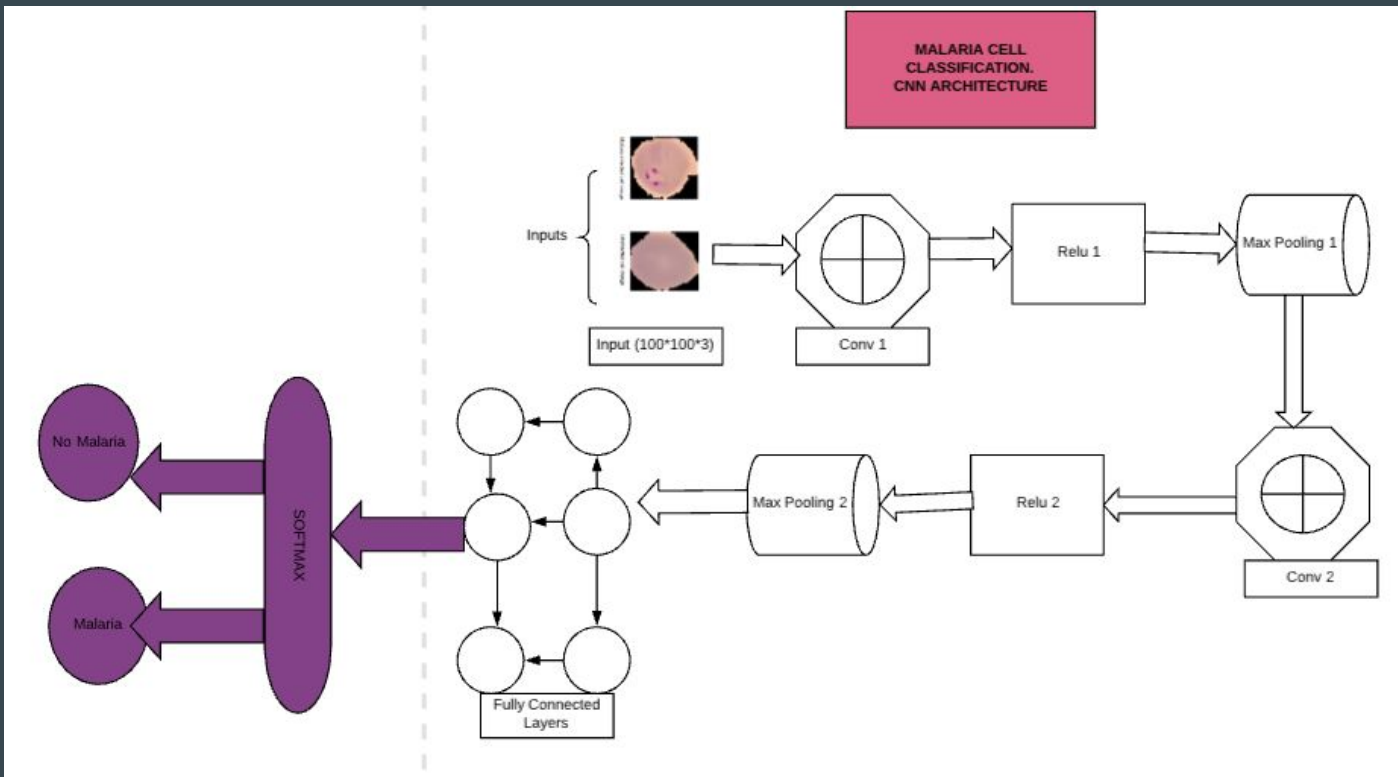 MALARIA CELL
CLASSIFICATION.
CNN ARCHITECTURE
Inputs
Input (100*100*3)
Conv 1
Relu 1
Max Pooling 1
Conv 2
Relu 2
Max Pooling 2
Fully Connected
Layers
SOFTMAX
No Malaria
Malaria